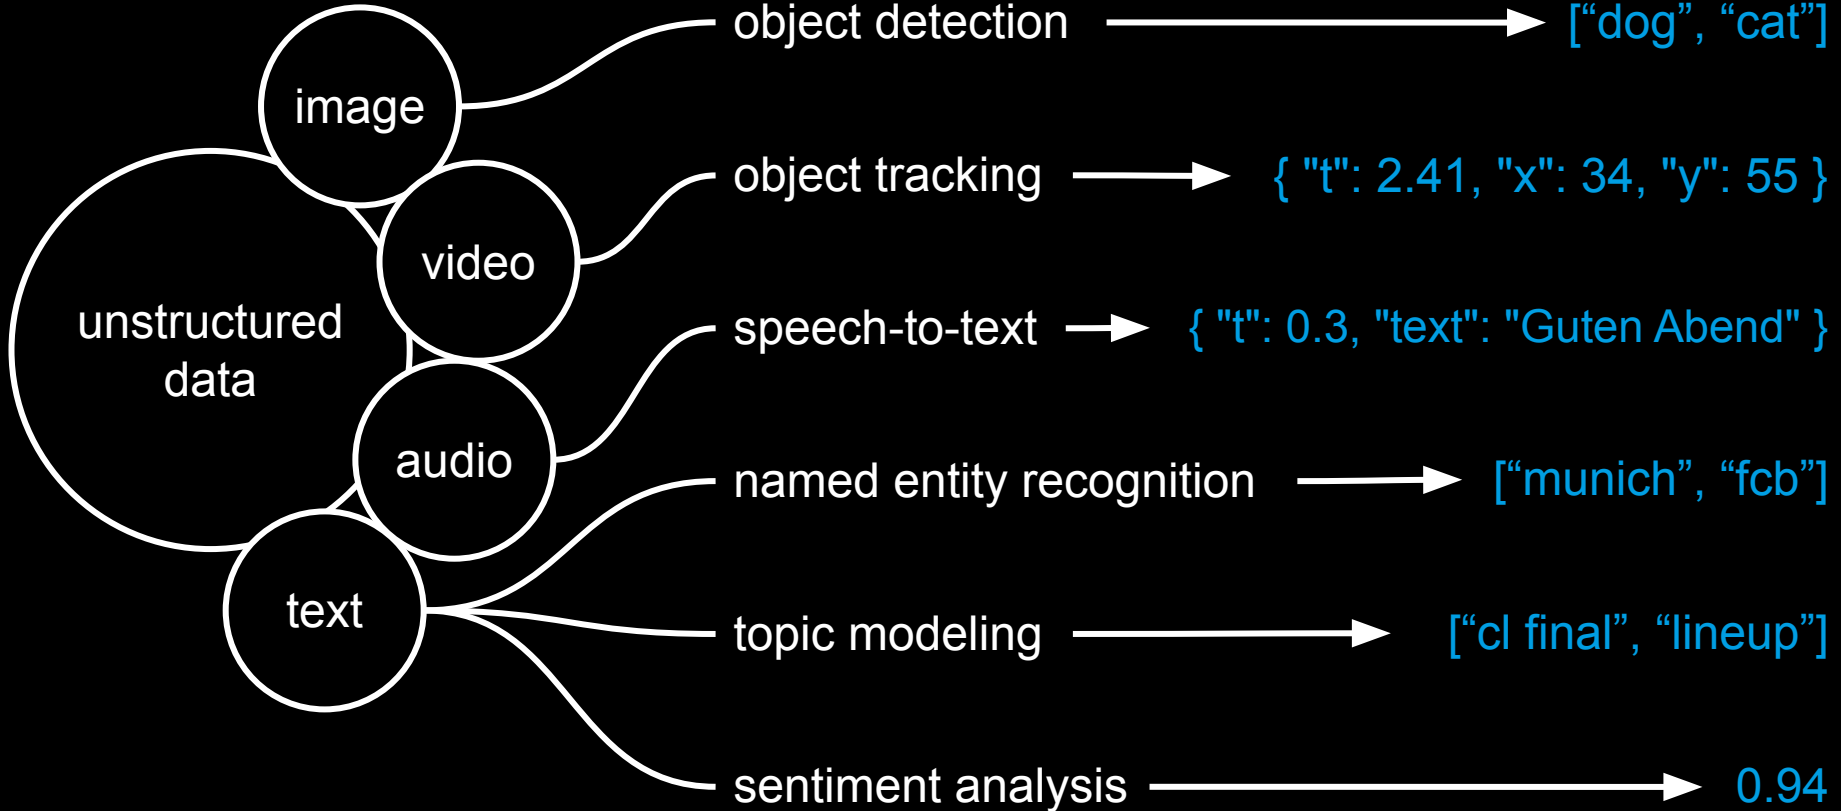 object detection
["dog", "cat"]
image
object tracking
{ "t": 2.41, "x": 34, "y": 55 }
video
unstructured
data
speech-to-text
{ "t": 0.3, "text": "Guten Abend" }
audio
named entity recognition
[“munich”, “fcb”]
text
topic modeling
[“cl final”, “lineup”]
sentiment analysis
0.94